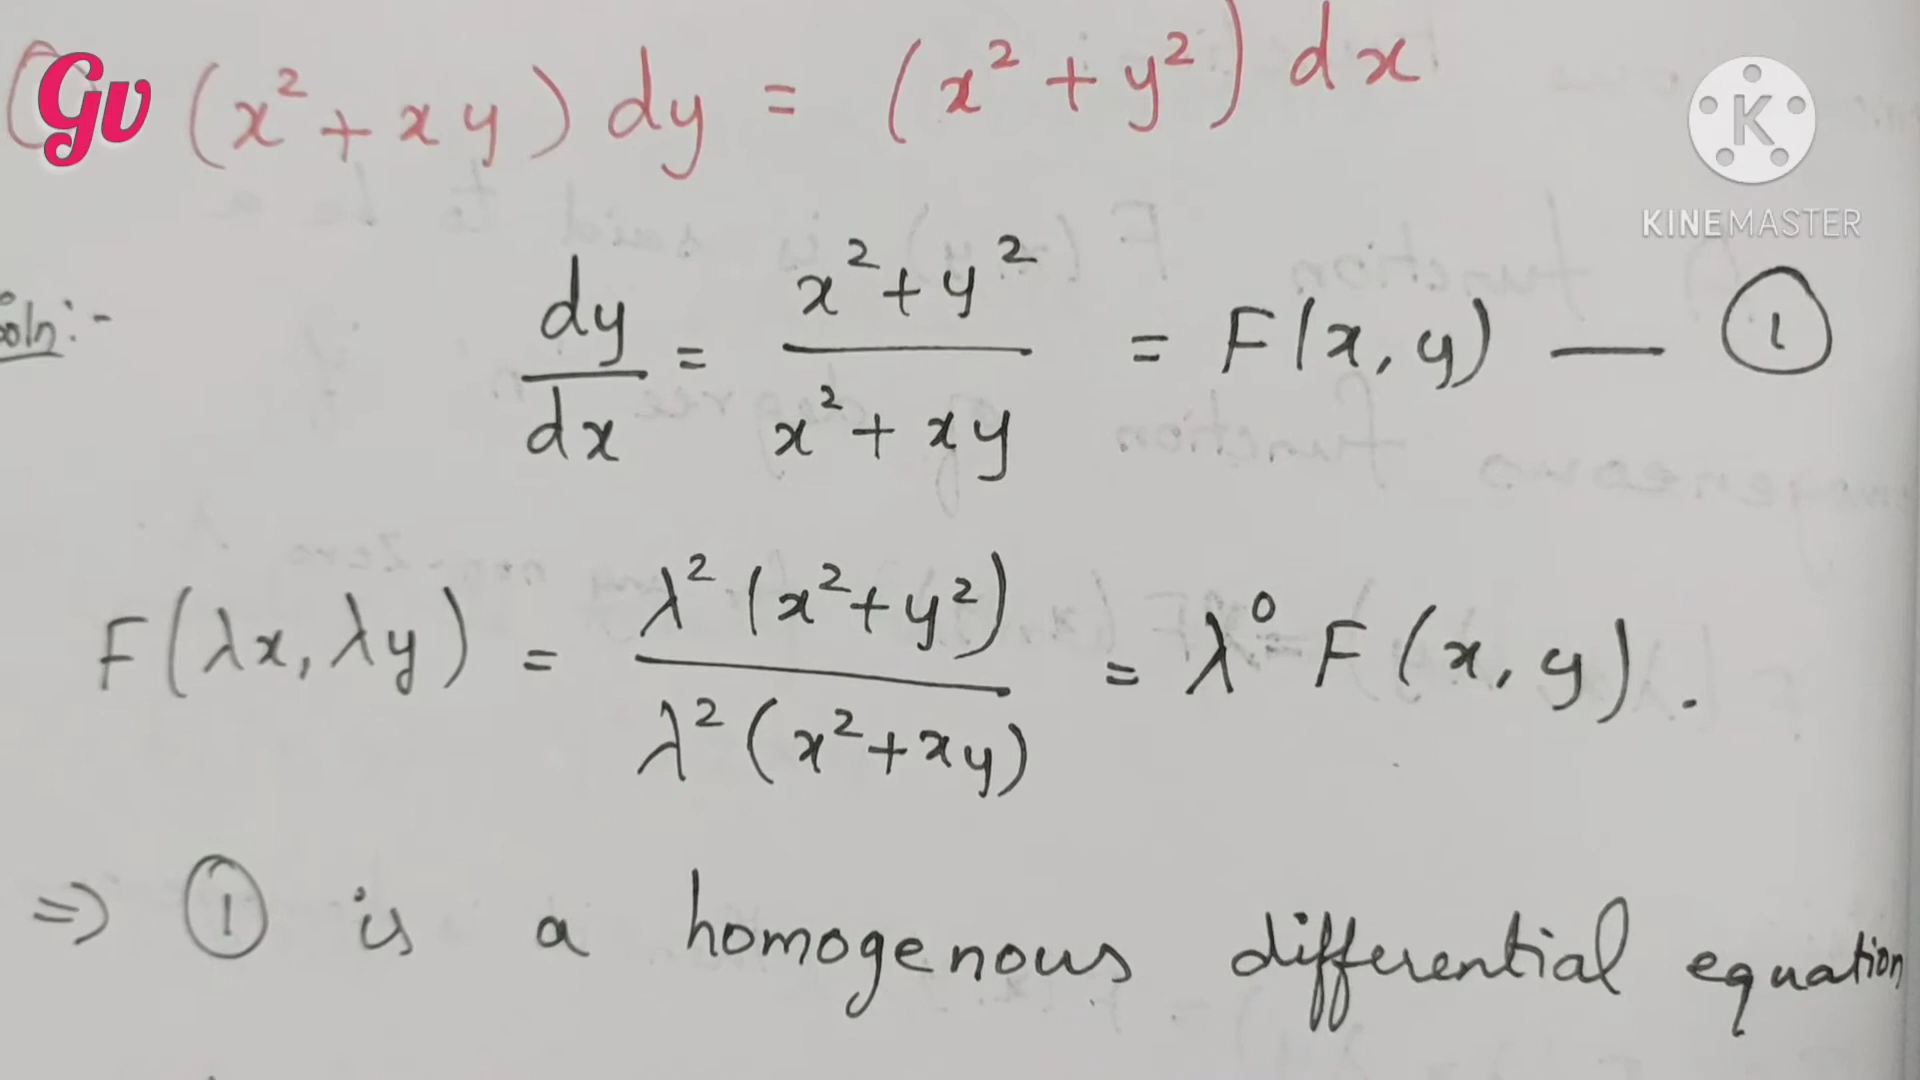 Gv (x² + xy) dy = (x² + y²) dx
K
KINEMASTER
Soln:- dy/dx = (x² + y²)/(x² + xy) = F(x, y) — ①
F(λx, λy) = λ²(x² + y²)/λ²(x² + xy) = λ⁰ F(x, y).
⇒ ① is a homogenous differential equation